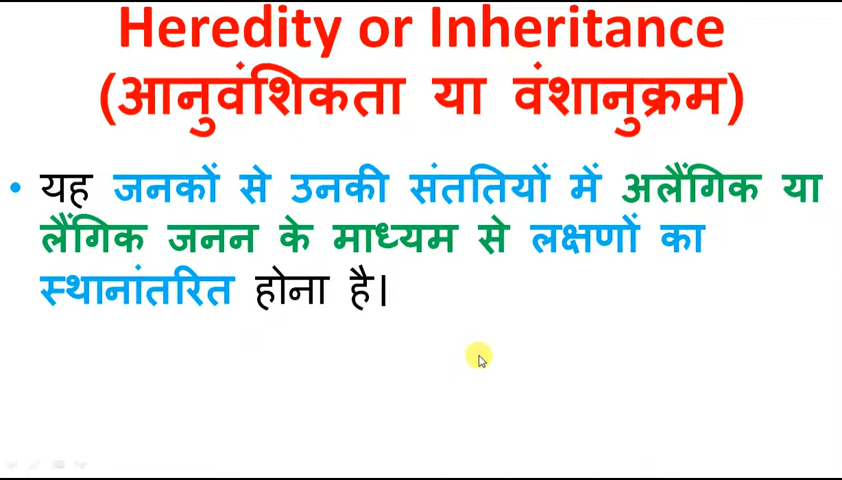 Heredity or Inheritance
(आनुवंशिकता या वंशानुक्रम)
• यह जनकों से उनकी संततियों में अलैंगिक या
लैंगिक जनन के माध्यम से लक्षणों का
स्थानांतरित होना है।